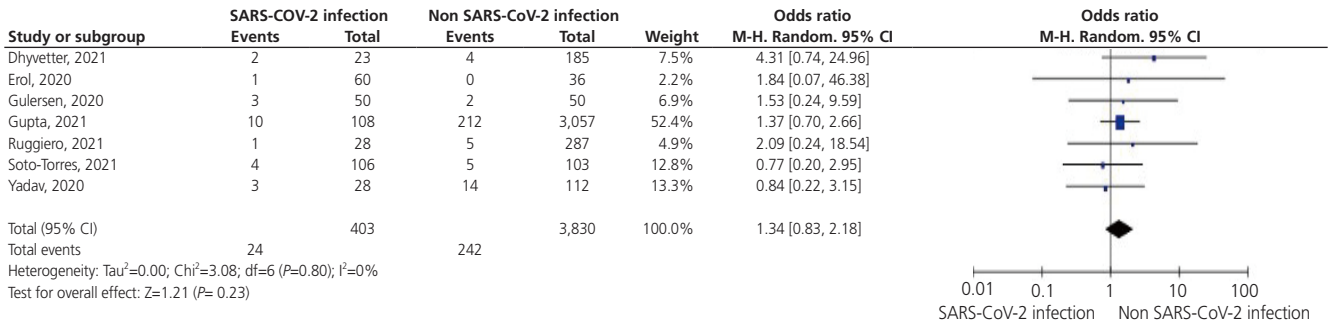 SARS-COV-2 infection Non SARS-CoV-2 infection Odds ratio Odds ratio
Study or subgroup Events Total Events Total Weight M-H. Random. 95% CI M-H. Random. 95% CI
Dhyvetter, 2021 2 23 4 185 7.5% 4.31 [0.74, 24.96]
Erol, 2020 1 60 0 36 2.2% 1.84 [0.07, 46.38]
Gulersen, 2020 3 50 2 50 6.9% 1.53 [0.24, 9.59]
Gupta, 2021 10 108 212 3,057 52.4% 1.37 [0.70, 2.66]
Ruggiero, 2021 1 28 5 287 4.9% 2.09 [0.24, 18.54]
Soto-Torres, 2021 4 106 5 103 12.8% 0.77 [0.20, 2.95]
Yadav, 2020 3 28 14 112 13.3% 0.84 [0.22, 3.15]
Total (95% CI) 403 3,830 100.0% 1.34 [0.83, 2.18]
Total events 24 242
Heterogeneity: Tau²=0.00; Chi²=3.08; df=6 (P=0.80); I²=0%
Test for overall effect: Z=1.21 (P= 0.23)
0.01 0.1 1 10 100
SARS-CoV-2 infection Non SARS-CoV-2 infection